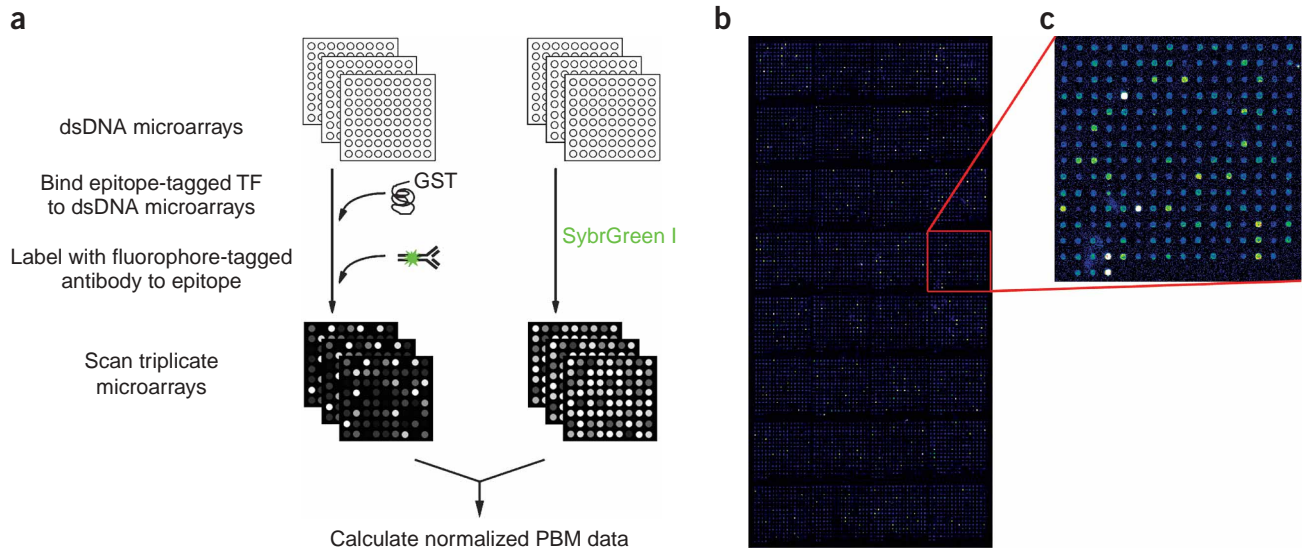 a
dsDNA microarrays
Bind epitope-tagged TF
to dsDNA microarrays
GST
Label with fluorophore-tagged
antibody to epitope
SybrGreen I
Scan triplicate
microarrays
Calculate normalized PBM data
b
c